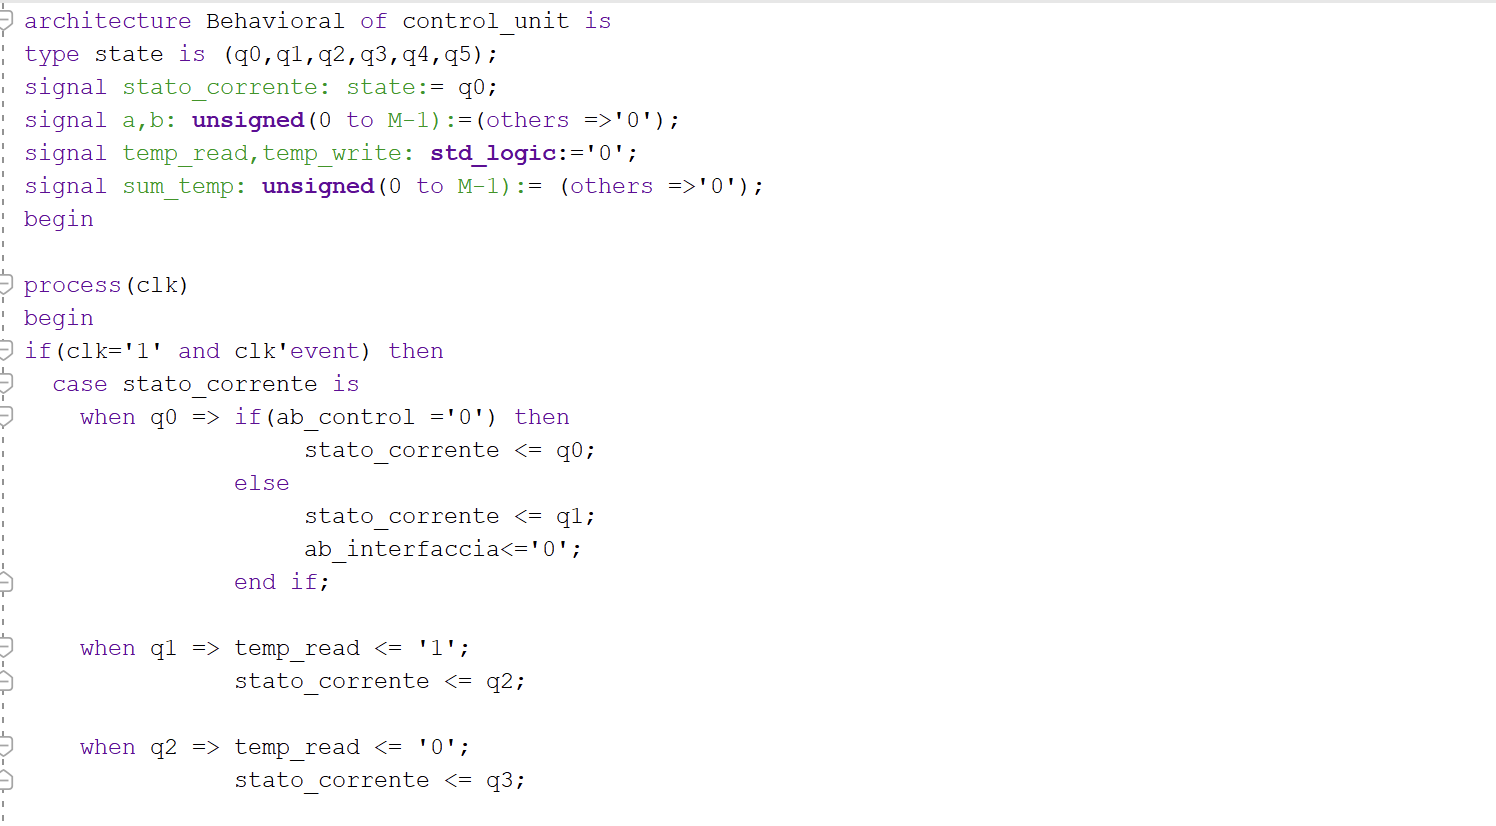 architecture Behavioral of control_unit is
type state is (q0,q1,q2,q3,q4,q5);
signal stato_corrente: state:= q0;
signal a,b: unsigned(0 to M-1):=(others =>'0');
signal temp_read,temp_write: std_logic:='0';
signal sum_temp: unsigned(0 to M-1):= (others =>'0');
begin
process(clk)
begin
if(clk='1' and clk'event) then
case stato_corrente is
when q0 => if(ab_control ='0') then
stato_corrente <= q0;
else
stato_corrente <= q1;
ab_interfaccia<='0';
end if;
when q1 => temp_read <= '1';
stato_corrente <= q2;
when q2 => temp_read <= '0';
stato_corrente <= q3;